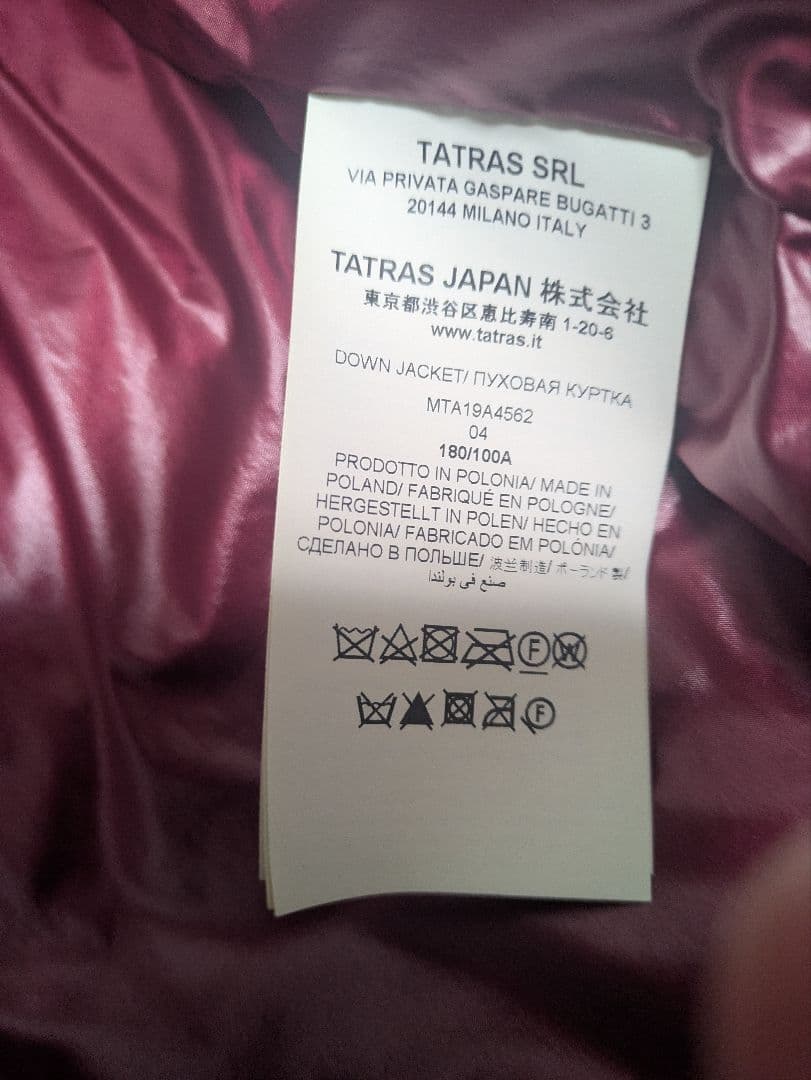 TATRAS SRL
VIA PRIVATA GASPARE BUGATTI 3
20144 MILANO ITALY
TATRAS JAPAN 株式会社
東京都渋谷区恵比寿南 1-20-6
www.tatras.it
DOWN JACKET/ ПУХОВАЯ КУРТКА
MTA19A4562
04
180/100A
PRODOTTO IN POLONIA/ MADE IN
POLAND/ FABRIQUÉ EN POLOGNE/
HERGESTELLT IN POLEN/ HECHO EN
POLONIA/ FABRICADO EM POLÓNIA/
СДЕЛАНО В ПОЛЬШЕ/ 波兰制造/ ポーランド製/
صنع في بولندا
F W
F